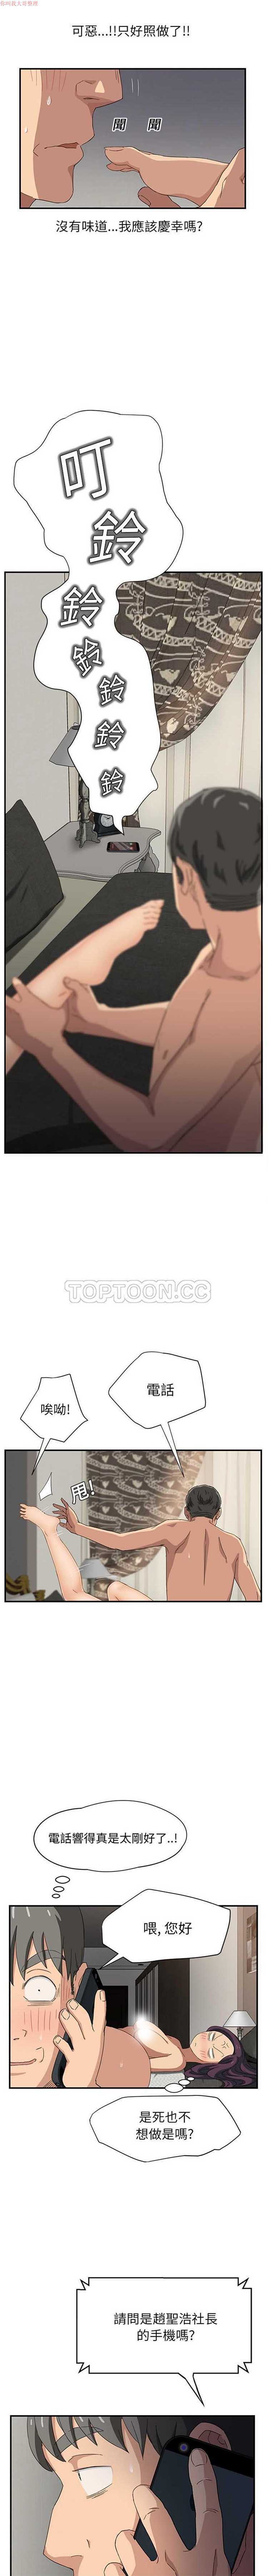 可惡...!!只好照做了!!
聞 聞
沒有味道...我應該慶幸嗎?
叮
鈴
鈴
鈴
鈴
鈴
鈴
TOPTOON.CC
電話
唉呦!
甩!
電話響得真是太剛好了..!
喂, 您好
是死也不
想做是嗎?
請問是趙聖浩社長
的手機嗎?